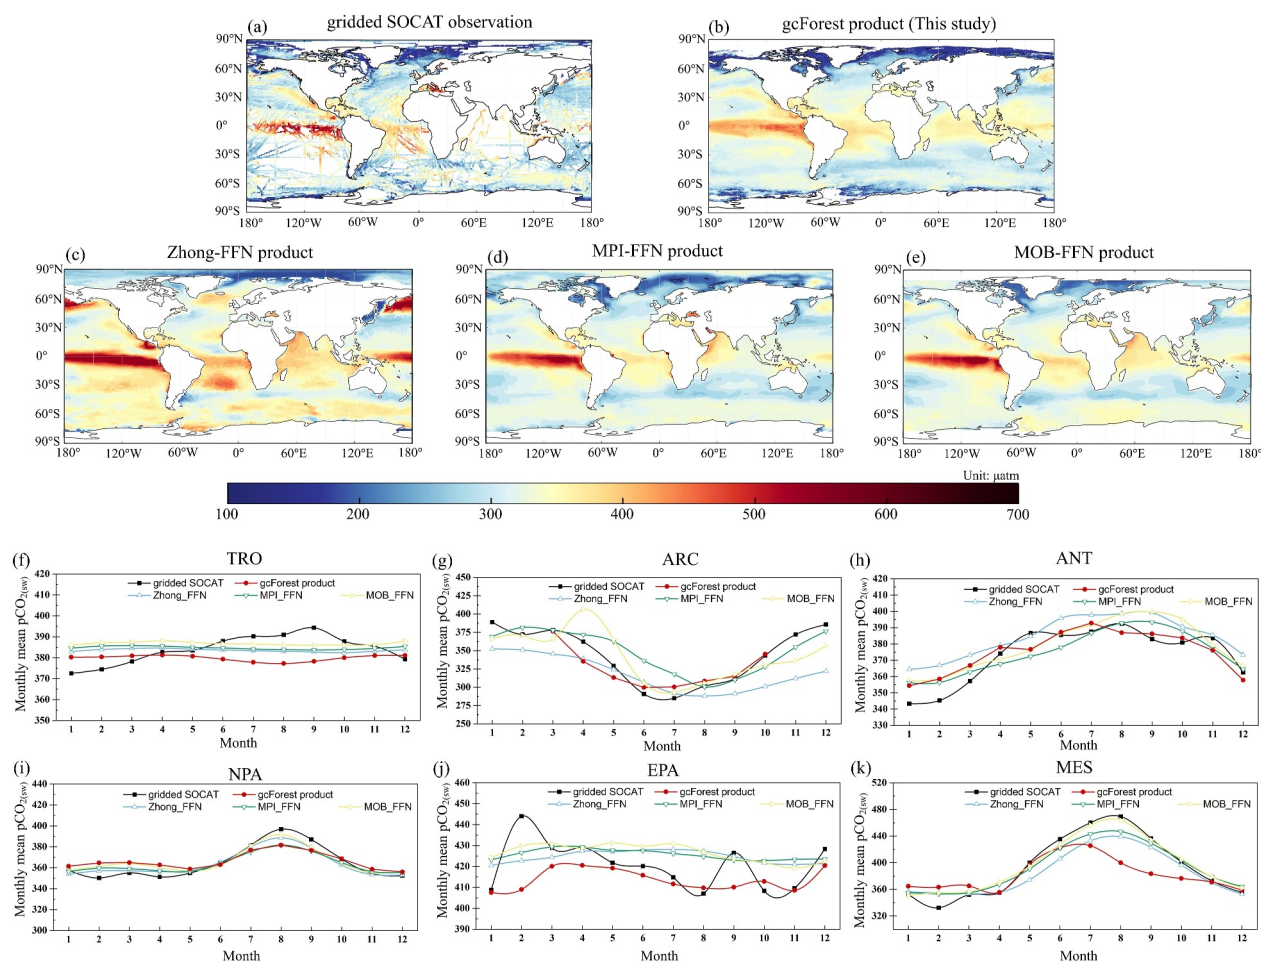 (a) gridded SOCAT observation
90°N
60°N
30°N
0°
30°S
60°S
90°S
180° 120°W 60°W 0° 60°E 120°E 180°
(b) gcForest product (This study)
90°N
60°N
30°N
0°
30°S
60°S
90°S
180° 120°W 60°W 0° 60°E 120°E 180°
(c) Zhong-FFN product
90°N
60°N
30°N
0°
30°S
60°S
90°S
180° 120°W 60°W 0° 60°E 120°E 180°
(d) MPI-FFN product
90°N
60°N
30°N
0°
30°S
60°S
90°S
180° 120°W 60°W 0° 60°E 120°E 180°
(e) MOB-FFN product
90°N
60°N
30°N
0°
30°S
60°S
90°S
180° 120°W 60°W 0° 60°E 120°E 180°
Unit: μatm
100 200 300 400 500 600 700
(f) TRO
Monthly mean pCO2(sw)
420
410
400
390
380
370
360
350
gridded SOCAT gcForest product
Zhong_FFN MPI_FFN MOB_FFN
1 2 3 4 5 6 7 8 9 10 11 12
Month
(g) ARC
Monthly mean pCO2(sw)
450
425
400
375
350
325
300
275
250
gridded SOCAT gcForest product
Zhong_FFN MPI_FFN MOB_FFN
1 2 3 4 5 6 7 8 9 10 11 12
Month
(h) ANT
Monthly mean pCO2(sw)
420
410
400
390
380
370
360
350
340
330
gridded SOCAT gcForest product
Zhong_FFN MPI_FFN MOB_FFN
1 2 3 4 5 6 7 8 9 10 11 12
Month
(i) NPA
Monthly mean pCO2(sw)
440
420
400
380
360
340
320
300
gridded SOCAT gcForest product
Zhong_FFN MPI_FFN MOB_FFN
1 2 3 4 5 6 7 8 9 10 11 12
Month
(j) EPA
Monthly mean pCO2(sw)
460
450
440
430
420
410
400
390
gridded SOCAT gcForest product
Zhong_FFN MPI_FFN MOB_FFN
1 2 3 4 5 6 7 8 9 10 11 12
Month
(k) MES
Monthly mean pCO2(sw)
520
480
440
400
360
320
gridded SOCAT gcForest product
Zhong_FFN MPI_FFN MOB_FFN
1 2 3 4 5 6 7 8 9 10 11 12
Month